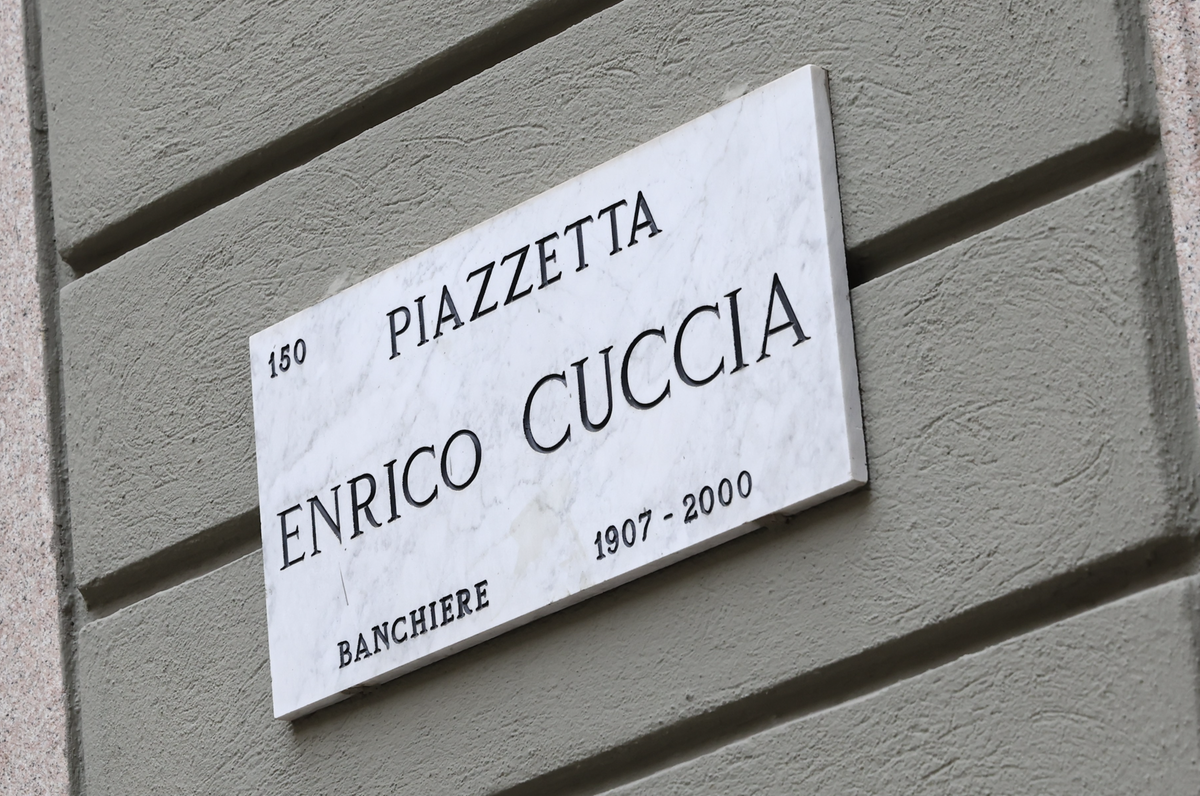 150 PIAZZETTA
ENRICO CUCCIA
BANCHIERE 1907 - 2000